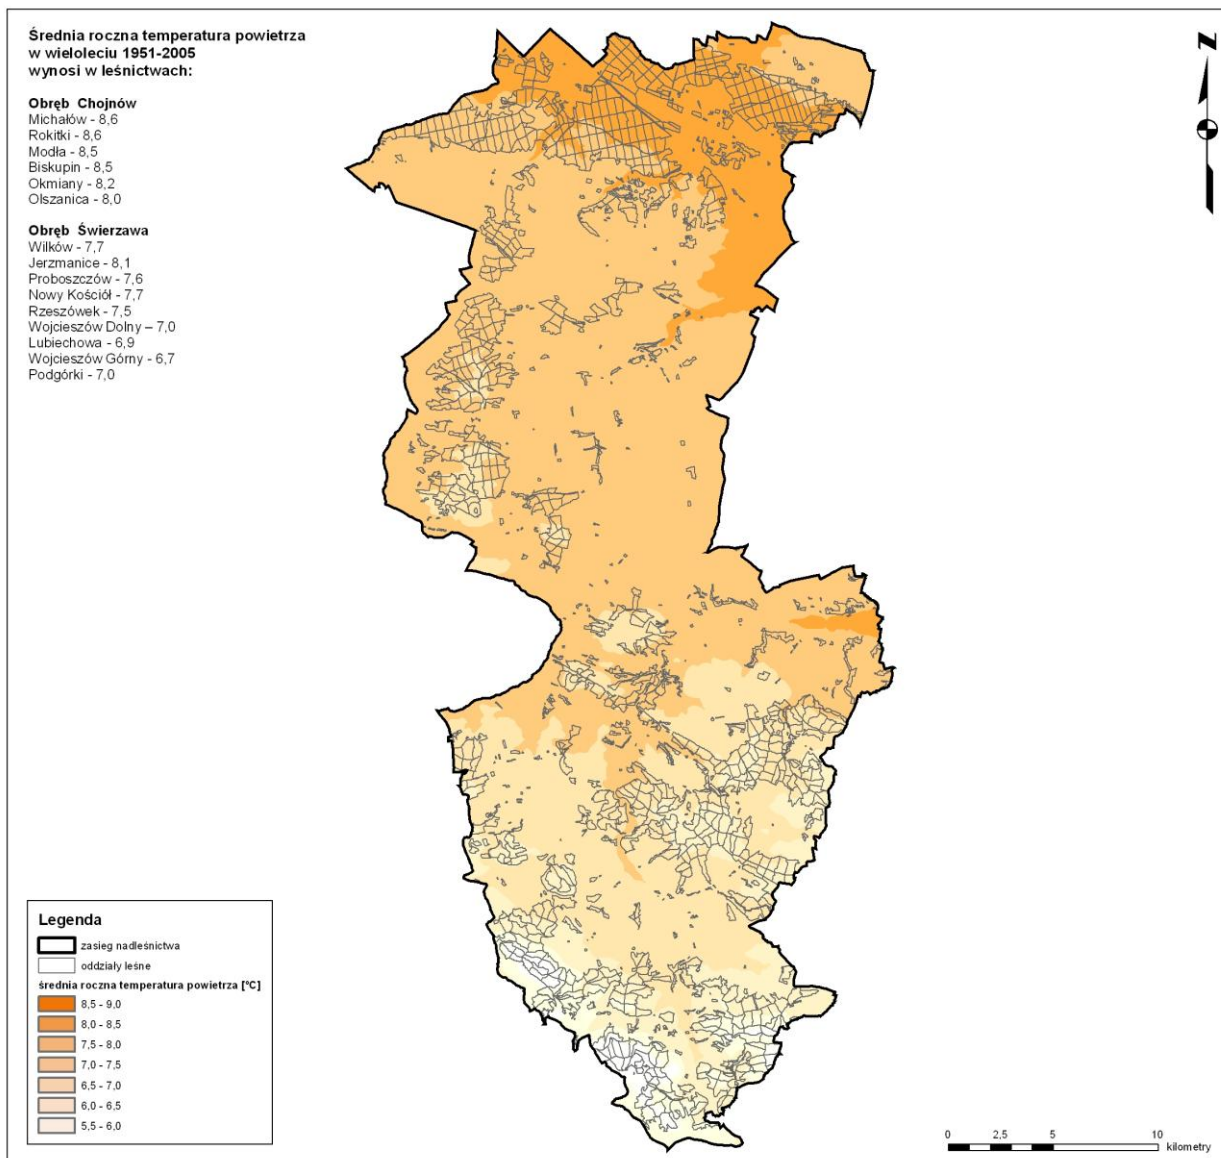 Średnia roczna temperatura powietrza
w wieloleciu 1951-2005
wynosi w leśnictwach:
Obręb Chojnów
Michałów - 8,6
Rokitki - 8,6
Modła - 8,5
Biskupin - 8,5
Okmiany - 8,2
Olszanica - 8,0
Obręb Świerzawa
Wilków - 7,7
Jerzmanice - 8,1
Proboszczów - 7,6
Nowy Kościół - 7,7
Rzeszówek - 7,5
Wojcieszów Dolny – 7,0
Lubiechowa - 6,9
Wojcieszów Górny - 6,7
Podgórki - 7,0
N
Legenda
zasięg nadleśnictwa
oddziały leśne
średnia roczna temperatura powietrza [°C]
8,5 - 9,0
8,0 - 8,5
7,5 - 8,0
7,0 - 7,5
6,5 - 7,0
6,0 - 6,5
5,5 - 6,0
0 2,5 5 10
kilometry